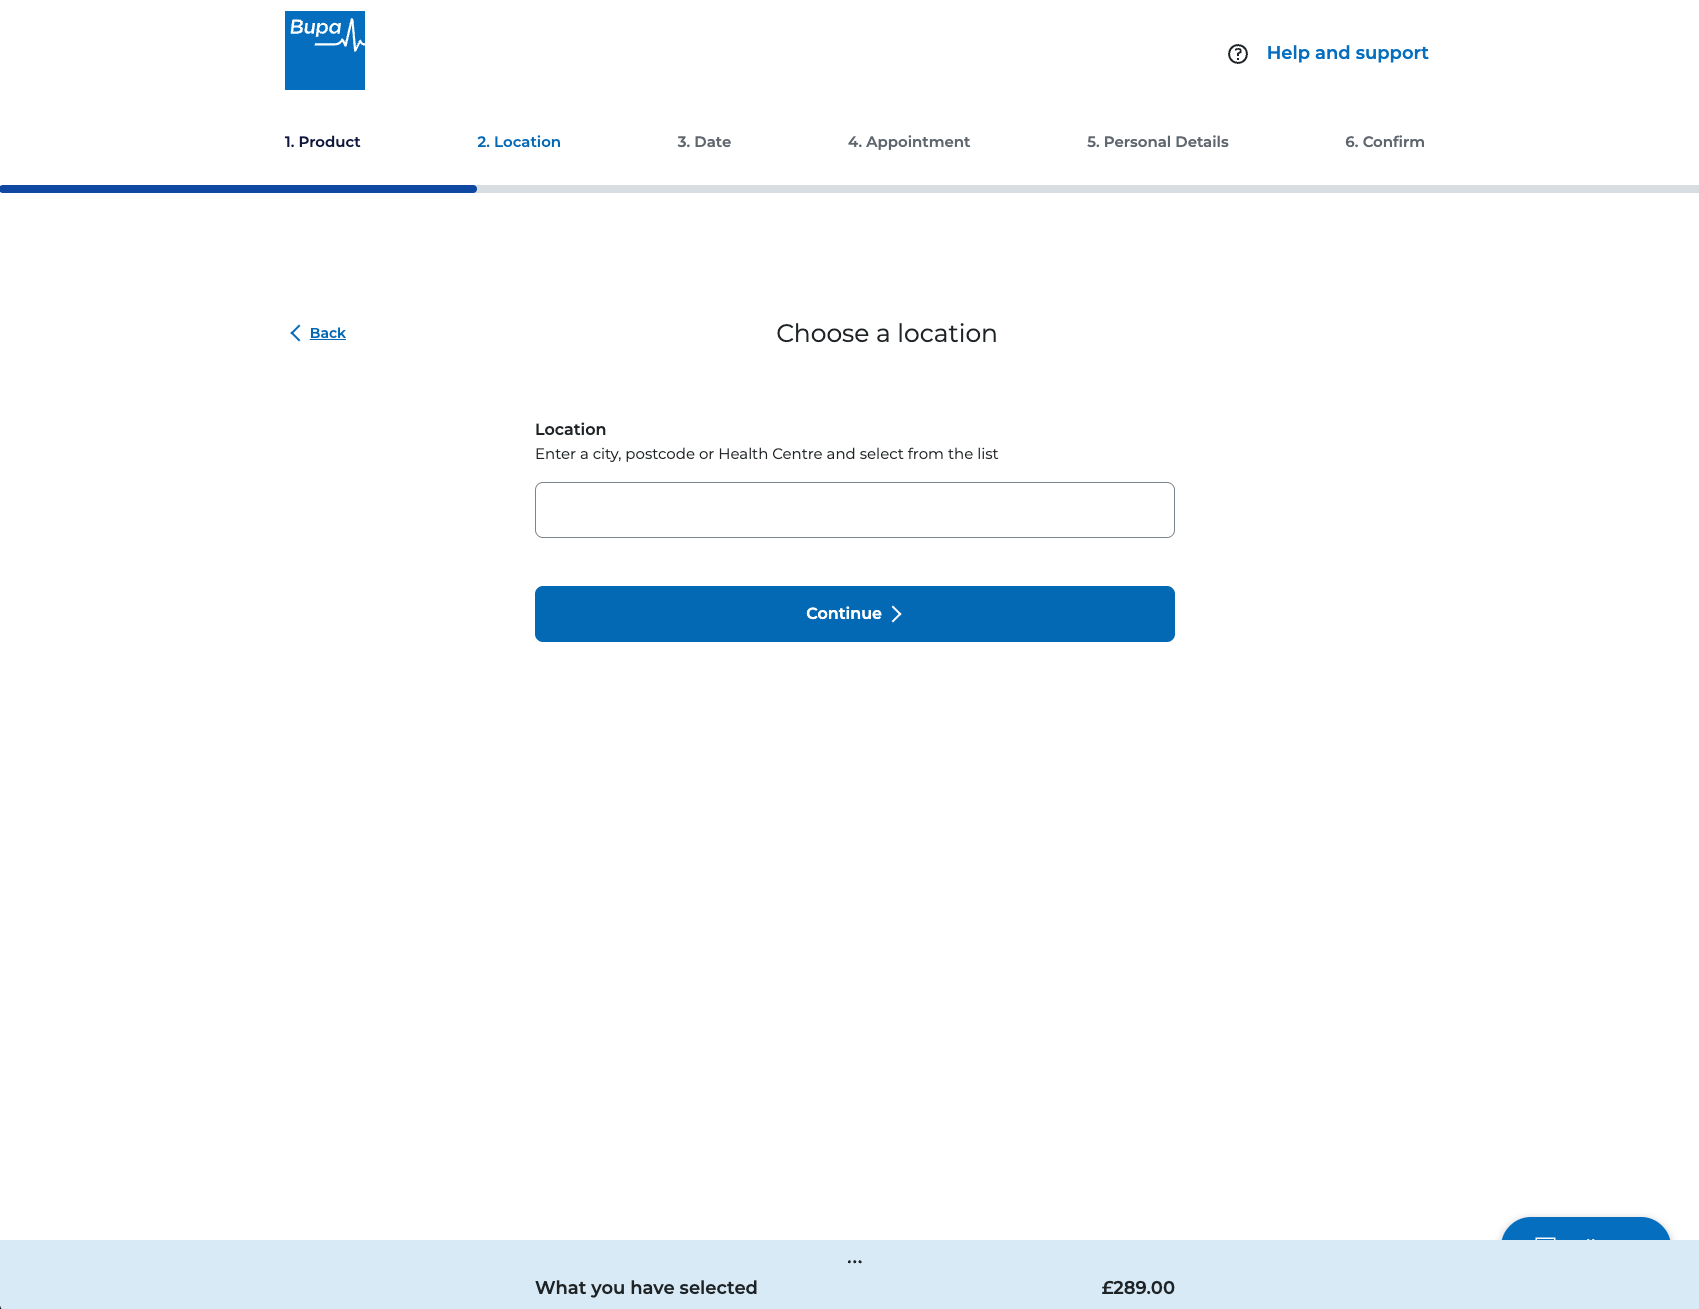 Bupa
Help and support
1. Product
2. Location
3. Date
4. Appointment
5. Personal Details
6. Confirm
Back
Choose a location
Location
Enter a city, postcode or Health Centre and select from the list
Continue
...
What you have selected
£289.00